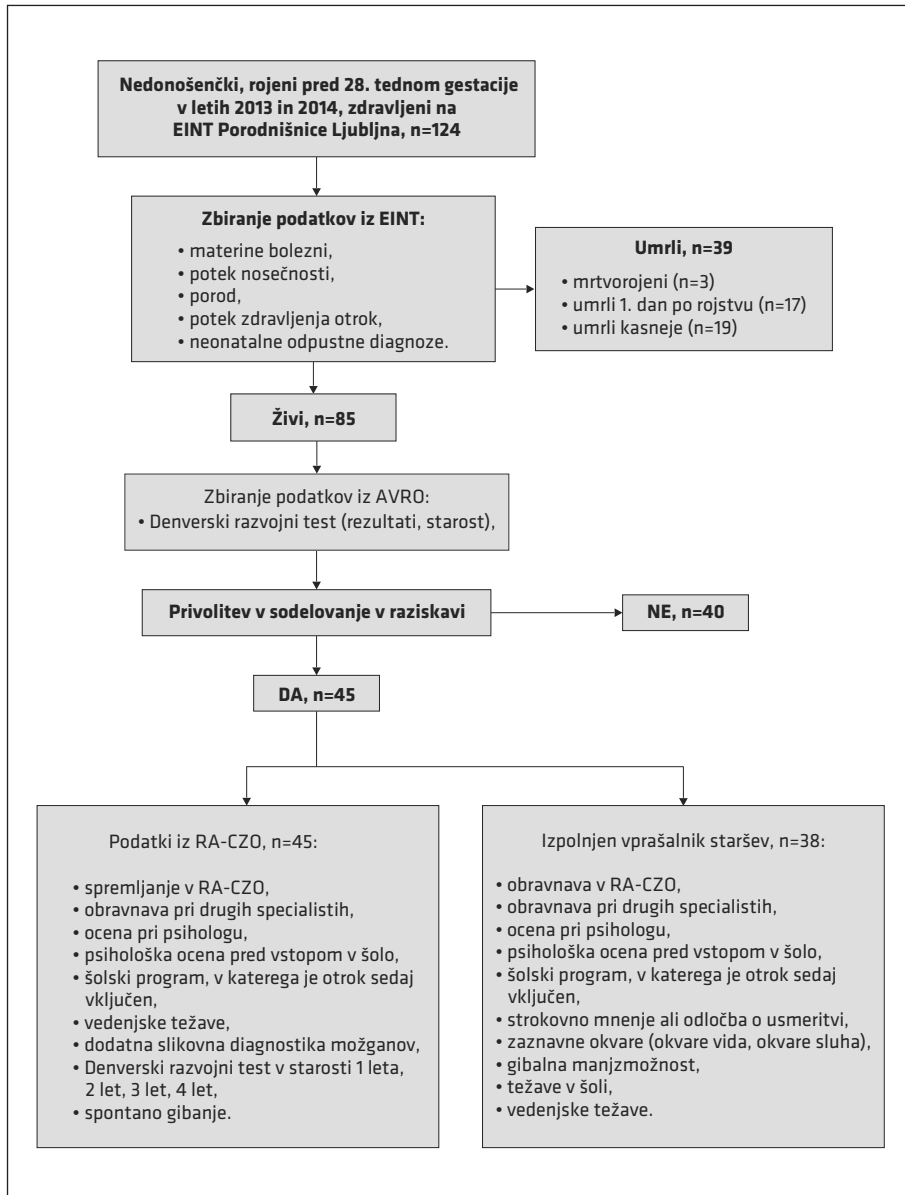 Nedonošenčki, rojeni pred 28. tednom gestacije
v letih 2013 in 2014, zdravljeni na
EINT Porodnišnice Ljubljna, n=124
Zbiranje podatkov iz EINT:
• materine bolezni,
• potek nosečnosti,
• porod,
• potek zdravljenja otrok,
• neonatalne odpustne diagnoze.
Umrli, n=39
• mrtvorojeni (n=3)
• umrli 1. dan po rojstvu (n=17)
• umrli kasneje (n=19)
Živi, n=85
Zbiranje podatkov iz AVRO:
• Denverski razvojni test (rezultati, starost),
Privolitev v sodelovanje v raziskavi
NE, n=40
DA, n=45
Podatki iz RA-CZO, n=45:
• spremljanje v RA-CZO,
• obravnava pri drugih specialistih,
• ocena pri psihologu,
• psihološka ocena pred vstopom v šolo,
• šolski program, v katerega je otrok sedaj
vključen,
• vedenjske težave,
• dodatna slikovna diagnostika možganov,
• Denverski razvojni test v starosti 1 leta,
2 let, 3 let, 4 let,
• spontano gibanje.
Izpolnjen vprašalnik staršev, n=38:
• obravnava v RA-CZO,
• obravnava pri drugih specialistih,
• ocena pri psihologu,
• psihološka ocena pred vstopom v šolo,
• šolski program, v katerega je otrok sedaj
vključen,
• strokovno mnenje ali odločba o usmeritvi,
• zaznavne okvare (okvare vida, okvare sluha),
• gibalna manjzmožnost,
• težave v šoli,
• vedenjske težave.